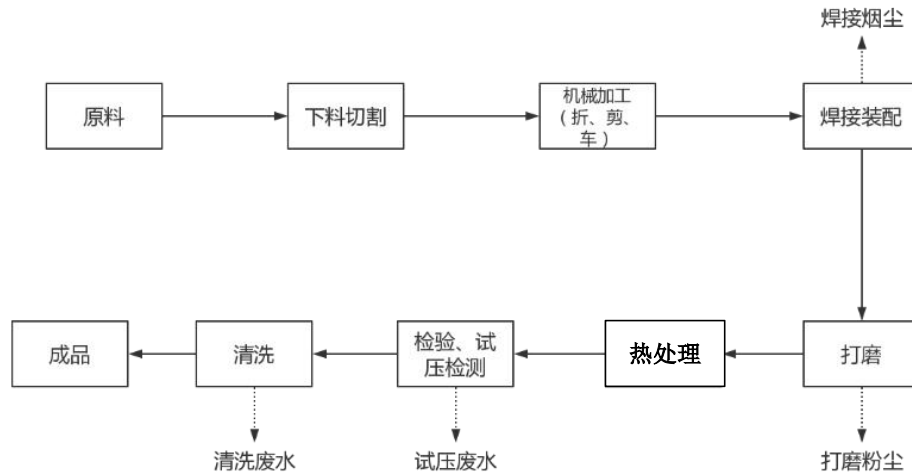 焊接烟尘
原料
下料切割
机械加工
（折、剪、
车）
焊接装配
成品
清洗
检验、试
压检测
热处理
打磨
清洗废水
试压废水
打磨粉尘